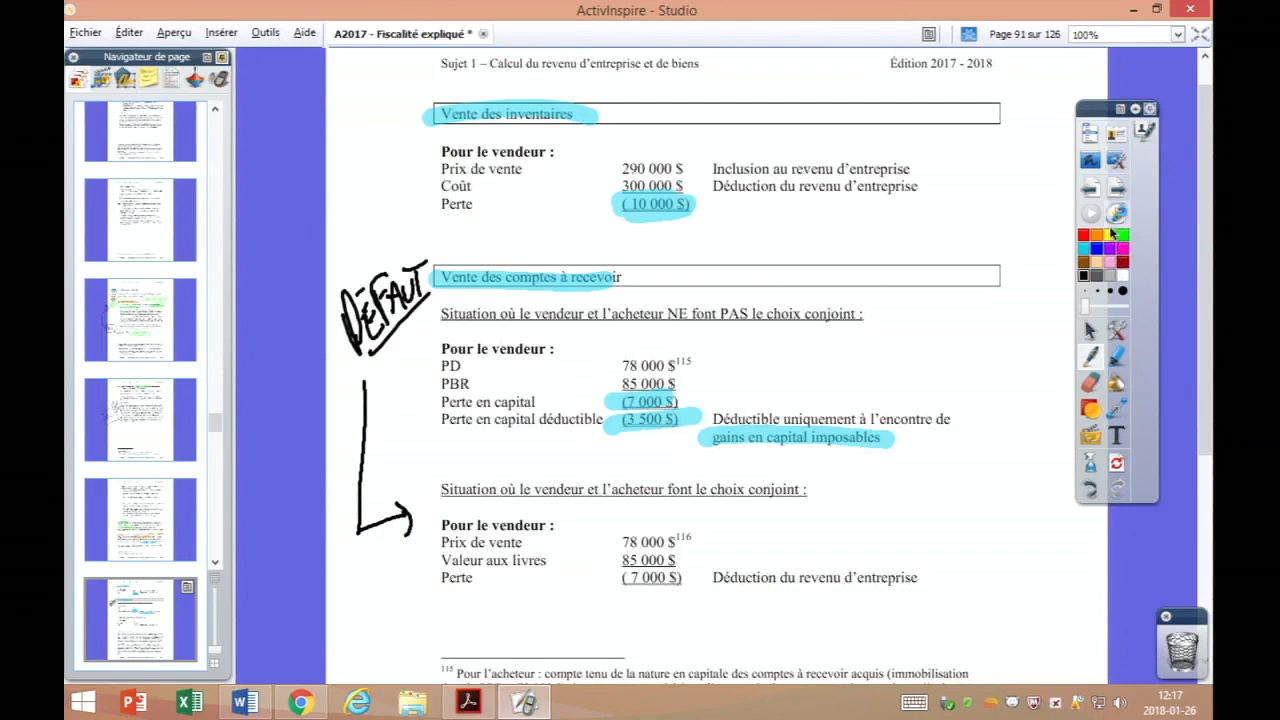 ActivInspire - Studio
Fichier Éditer Aperçu Insérer Outils Aide
A2017 - Fiscalité expliqué *
Page 91 sur 126
100%
Navigateur de page
Sujet 1 – Calcul du revenu d'entreprise et de biens Édition 2017 - 2018
Vente des inventaires
Pour le vendeur :
Prix de vente 290 000 $ Inclusion au revenu d'entreprise
Coût 300 000 $ Déduction du revenu d'entreprise
Perte ( 10 000 $)
DÉFAUT
Vente des comptes à recevoir
Situation où le vendeur et l'acheteur NE font PAS le choix conjoint :
Pour le vendeur :
PD 78 000 $115
PBR 85 000 $
Perte en capital (7 000 $)
Perte en capital déductible (3 500 $) Déductible uniquement à l'encontre de
gains en capital imposables
Situation où le vendeur et l'acheteur font le choix conjoint :
Pour le vendeur :
Prix de vente 78 000 $116
Valeur aux livres 85 000 $
Perte ( 7 000 $) Déduction du revenu d'entreprise
115 Pour l'acheteur : compte tenu de la nature en capitale des comptes à recevoir acquis (immobilisation
12:17
2018-01-26